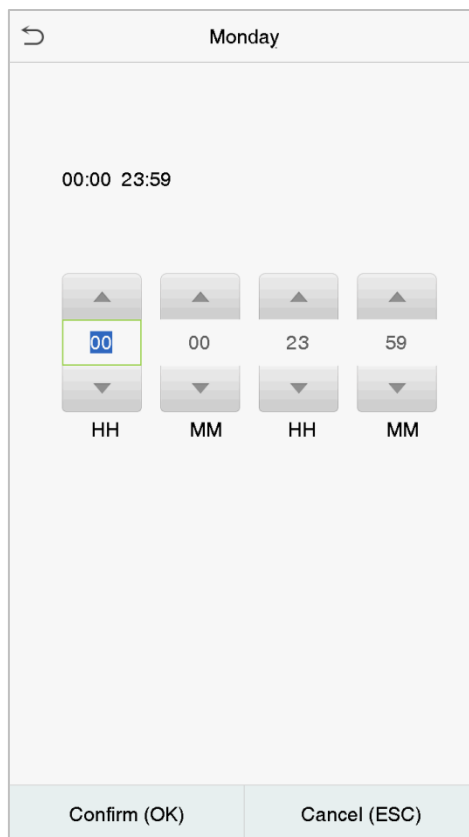 Monday
00:00 23:59
00 00 23 59
HH MM HH MM
Confirm (OK) Cancel (ESC)